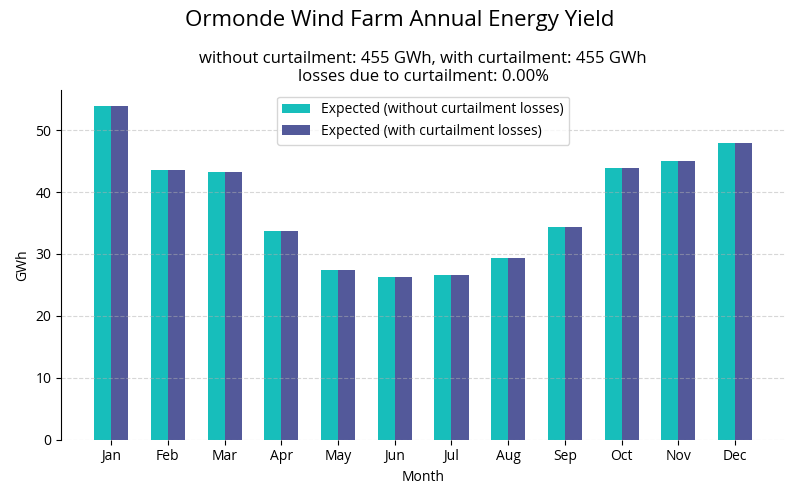 Ormonde Wind Farm Annual Energy Yield
without curtailment: 455 GWh, with curtailment: 455 GWh
losses due to curtailment: 0.00%
Expected (without curtailment losses)
Expected (with curtailment losses)
50
40
30
20
10
0
GWh
Jan Feb Mar Apr May Jun Jul Aug Sep Oct Nov Dec
Month